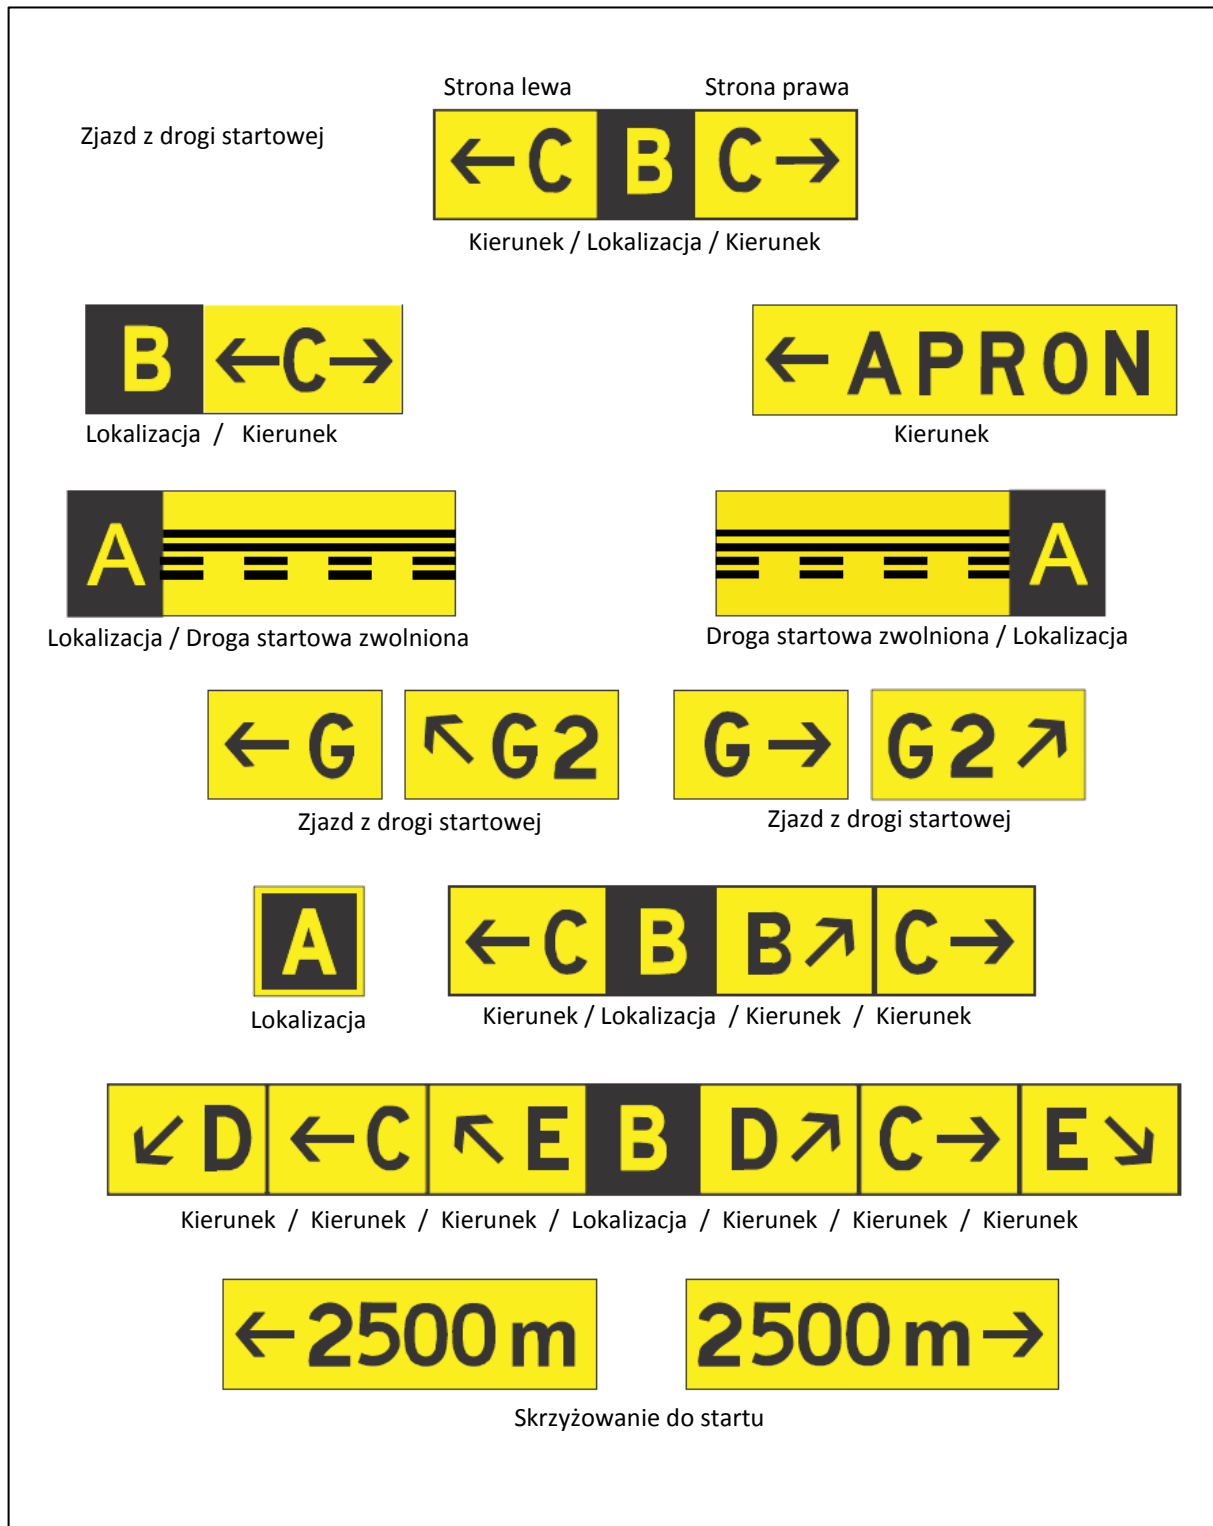 Strona lewa Strona prawa
Zjazd z drogi startowej
←C B C→
Kierunek / Lokalizacja / Kierunek
B ←C→
←APRON
Lokalizacja / Kierunek
Kierunek
A
A
Lokalizacja / Droga startowa zwolniona
Droga startowa zwolniona / Lokalizacja
←G ↖G2 G→ G2↗
Zjazd z drogi startowej
Zjazd z drogi startowej
A
←C B B↗ C→
Lokalizacja
Kierunek / Lokalizacja / Kierunek / Kierunek
↙D ←C ↖E B D↗ C→ E↘
Kierunek / Kierunek / Kierunek / Lokalizacja / Kierunek / Kierunek / Kierunek
←2500m 2500m→
Skrzyżowanie do startu